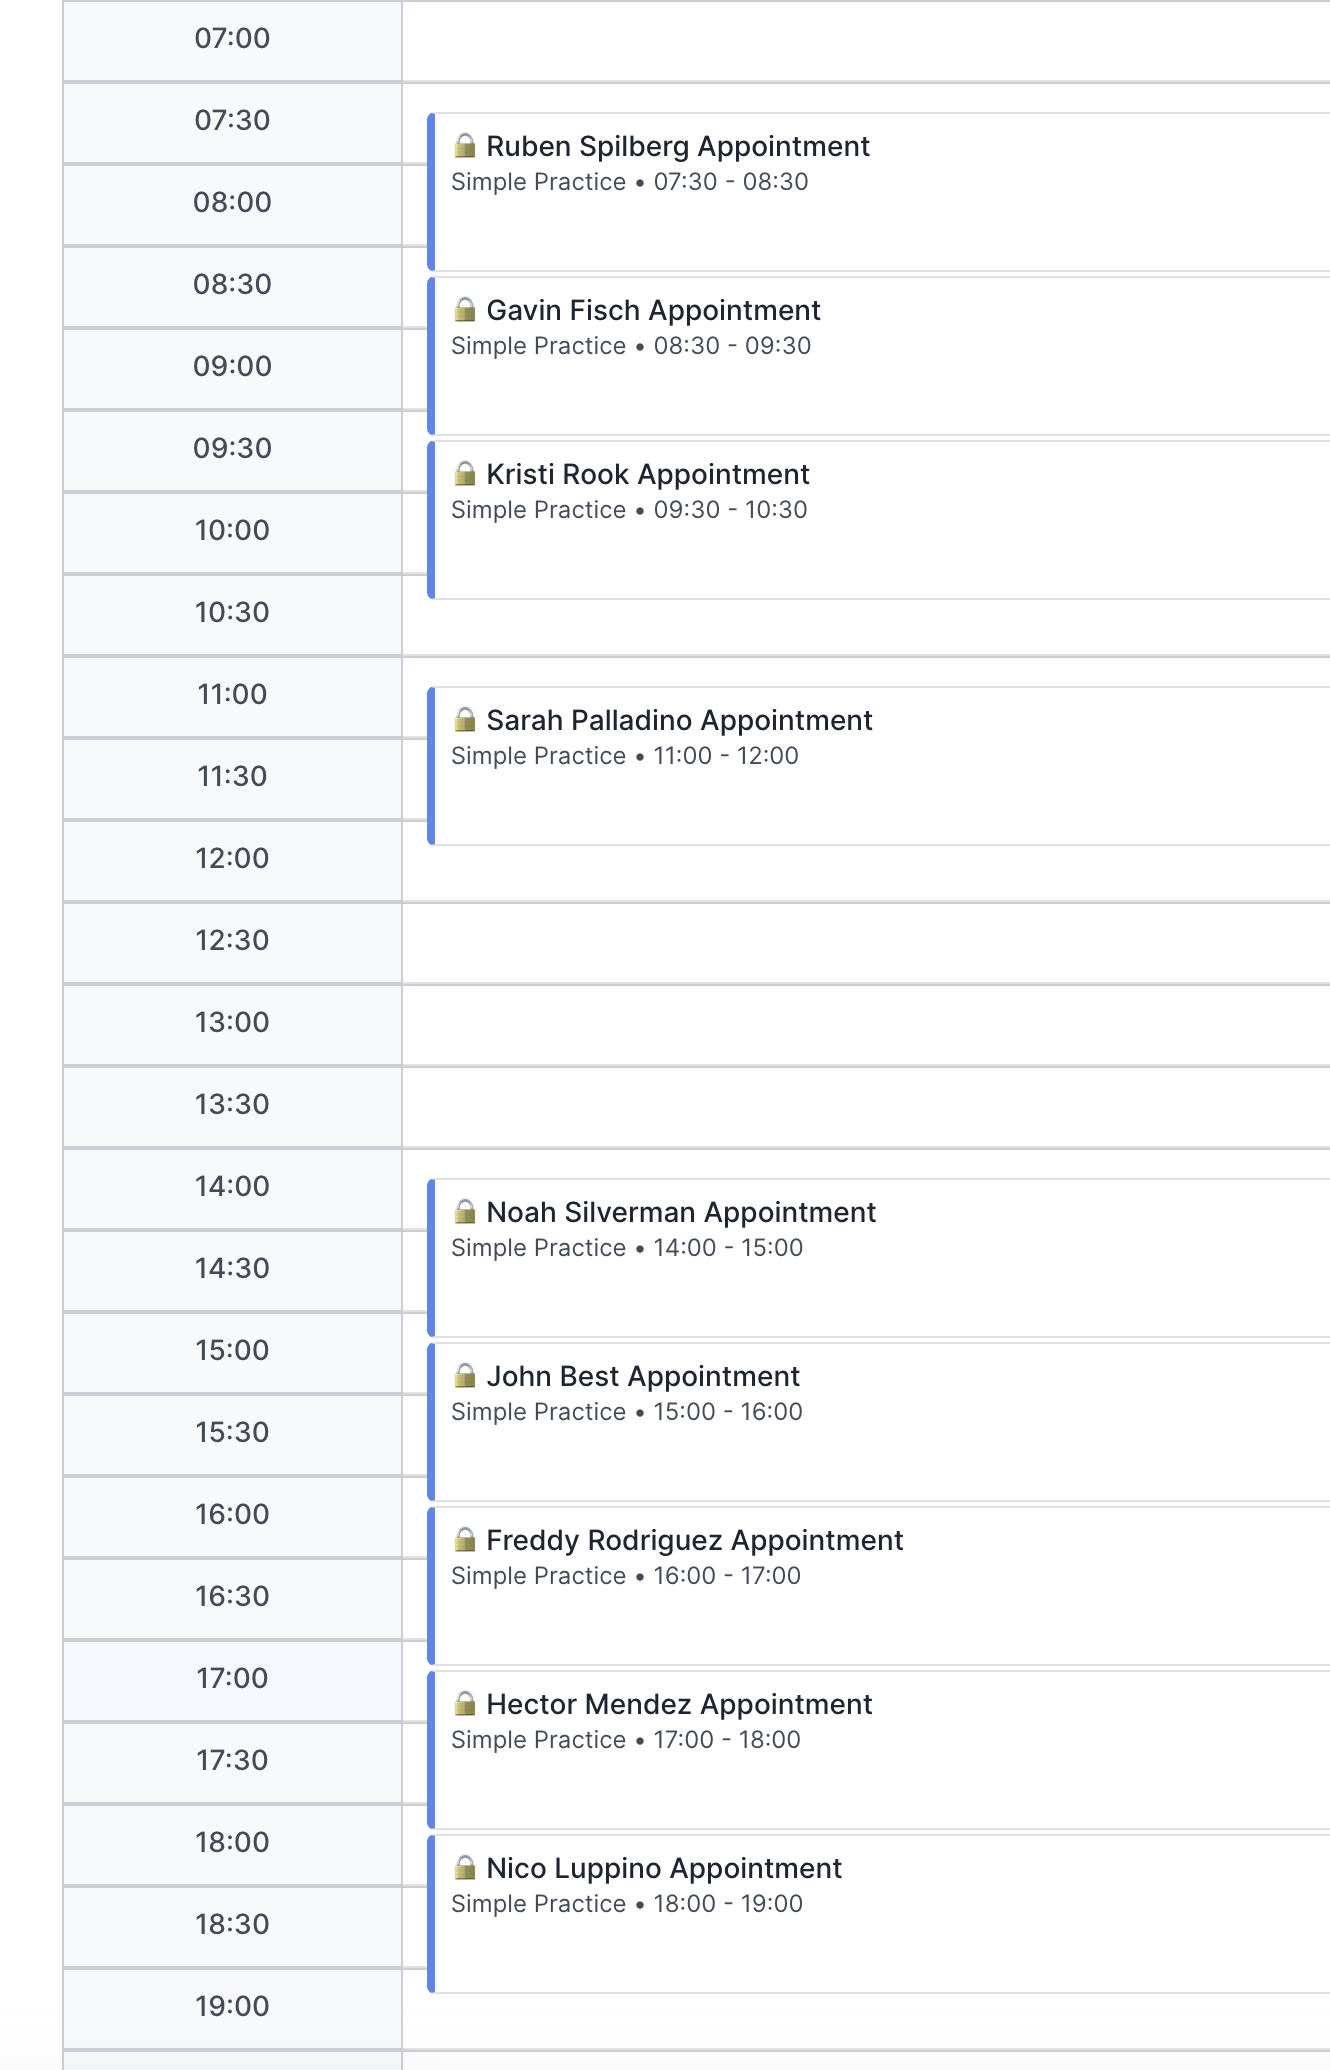 07:00
07:30
🔒 Ruben Spilberg Appointment
Simple Practice • 07:30 - 08:30
08:00
08:30
🔒 Gavin Fisch Appointment
Simple Practice • 08:30 - 09:30
09:00
09:30
🔒 Kristi Rook Appointment
Simple Practice • 09:30 - 10:30
10:00
10:30
11:00
🔒 Sarah Palladino Appointment
Simple Practice • 11:00 - 12:00
11:30
12:00
12:30
13:00
13:30
14:00
🔒 Noah Silverman Appointment
Simple Practice • 14:00 - 15:00
14:30
15:00
🔒 John Best Appointment
Simple Practice • 15:00 - 16:00
15:30
16:00
🔒 Freddy Rodriguez Appointment
Simple Practice • 16:00 - 17:00
16:30
17:00
🔒 Hector Mendez Appointment
Simple Practice • 17:00 - 18:00
17:30
18:00
🔒 Nico Luppino Appointment
Simple Practice • 18:00 - 19:00
18:30
19:00